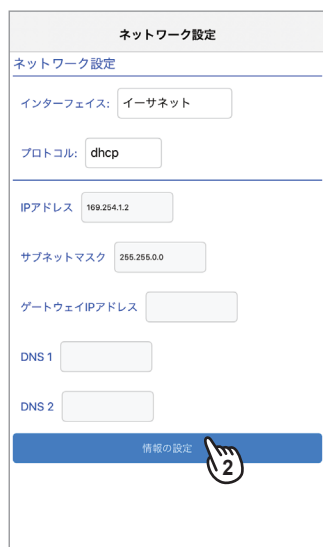 ネットワーク設定
ネットワーク設定
インターフェイス: イーサネット
プロトコル: dhcp
IPアドレス 169.254.1.2
サブネットマスク 255.255.0.0
ゲートウェイIPアドレス
DNS 1
DNS 2
情報の設定
2